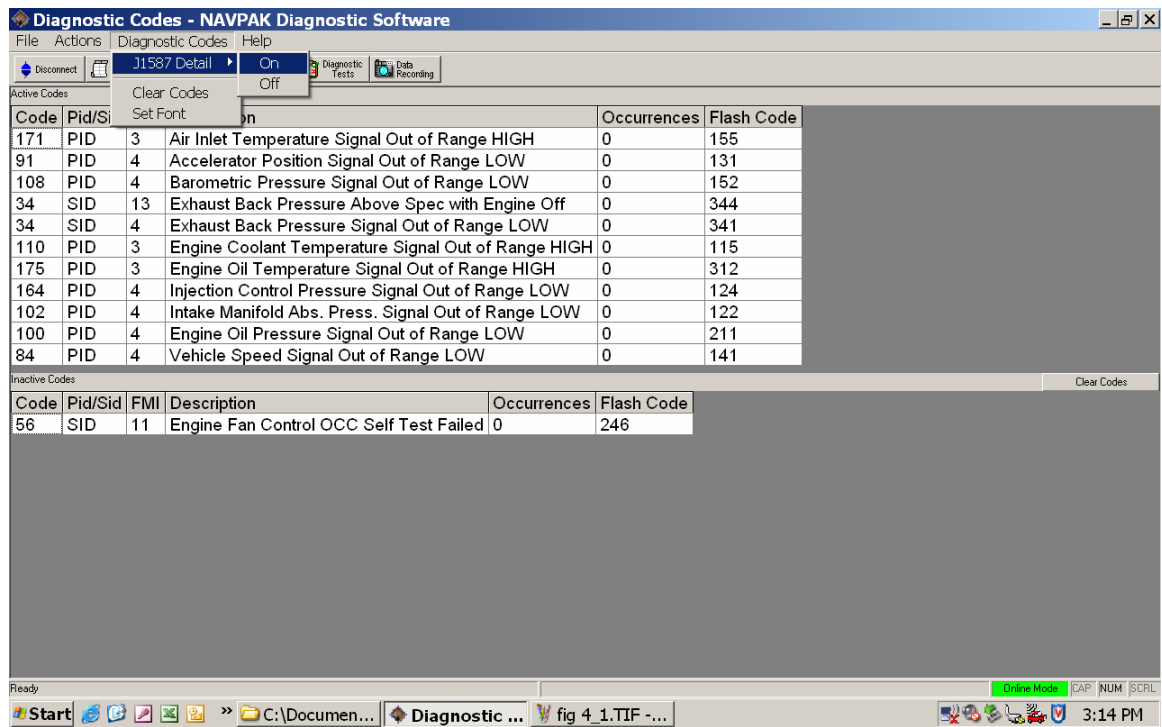 Diagnostic Codes - NAVPAK Diagnostic Software
File Actions Diagnostic Codes Help
Disconnect J1587 Detail On Diagnostic Tests Data Recording
Off
Active Codes Clear Codes
Set Font
Code Occurrences Flash Code
171 PID 3 Air Inlet Temperature Signal Out of Range HIGH 0 155
91 PID 4 Accelerator Position Signal Out of Range LOW 0 131
108 PID 4 Barometric Pressure Signal Out of Range LOW 0 152
34 SID 13 Exhaust Back Pressure Above Spec with Engine Off 0 344
34 SID 4 Exhaust Back Pressure Signal Out of Range LOW 0 341
110 PID 3 Engine Coolant Temperature Signal Out of Range HIGH 0 115
175 PID 3 Engine Oil Temperature Signal Out of Range HIGH 0 312
164 PID 4 Injection Control Pressure Signal Out of Range LOW 0 124
102 PID 4 Intake Manifold Abs. Press. Signal Out of Range LOW 0 122
100 PID 4 Engine Oil Pressure Signal Out of Range LOW 0 211
84 PID 4 Vehicle Speed Signal Out of Range LOW 0 141
Inactive Codes Clear Codes
Code Pid/Sid FMI Description Occurrences Flash Code
56 SID 11 Engine Fan Control OCC Self Test Failed 0 246
Ready Online Mode CAP NUM SCRL
Start » C:\Documen... Diagnostic ... fig 4_1.TIF -... 3:14 PM